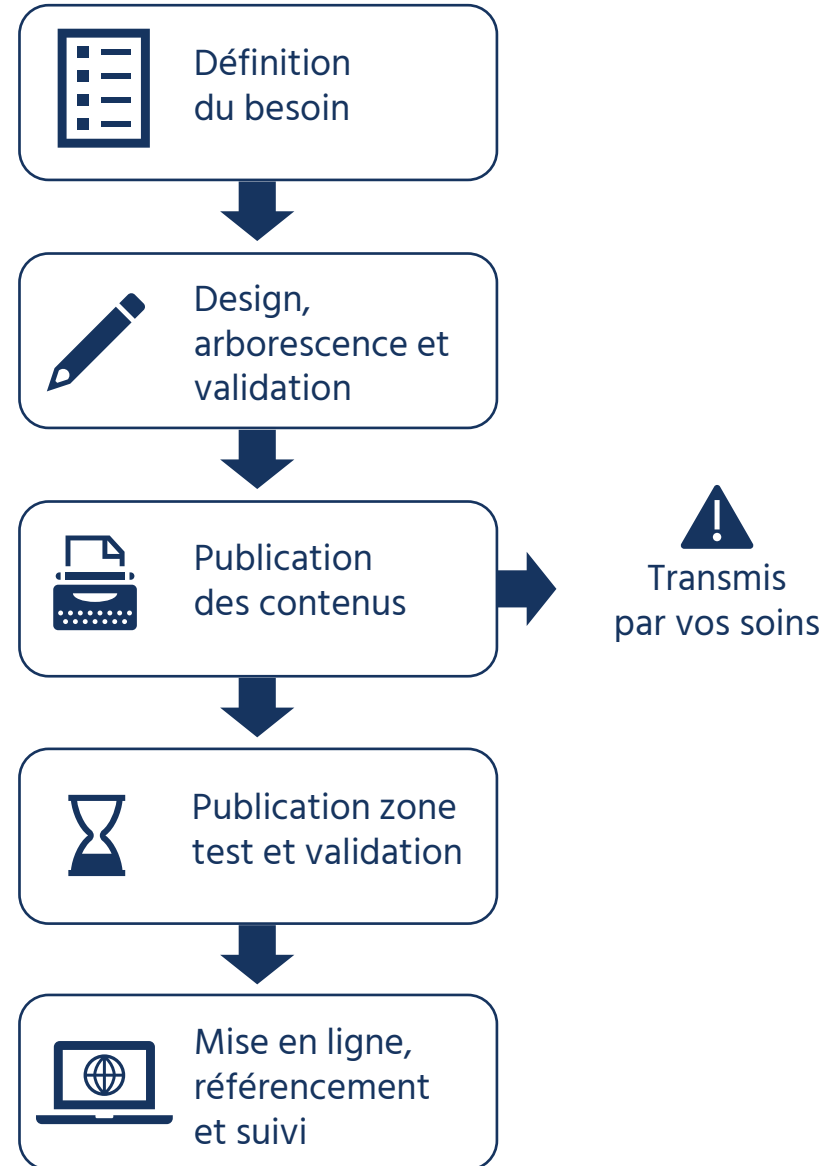 Définition
du besoin
Design,
arborescence et
validation
Publication
des contenus
Transmis
par vos soins
Publication zone
test et validation
Mise en ligne,
référencement
et suivi